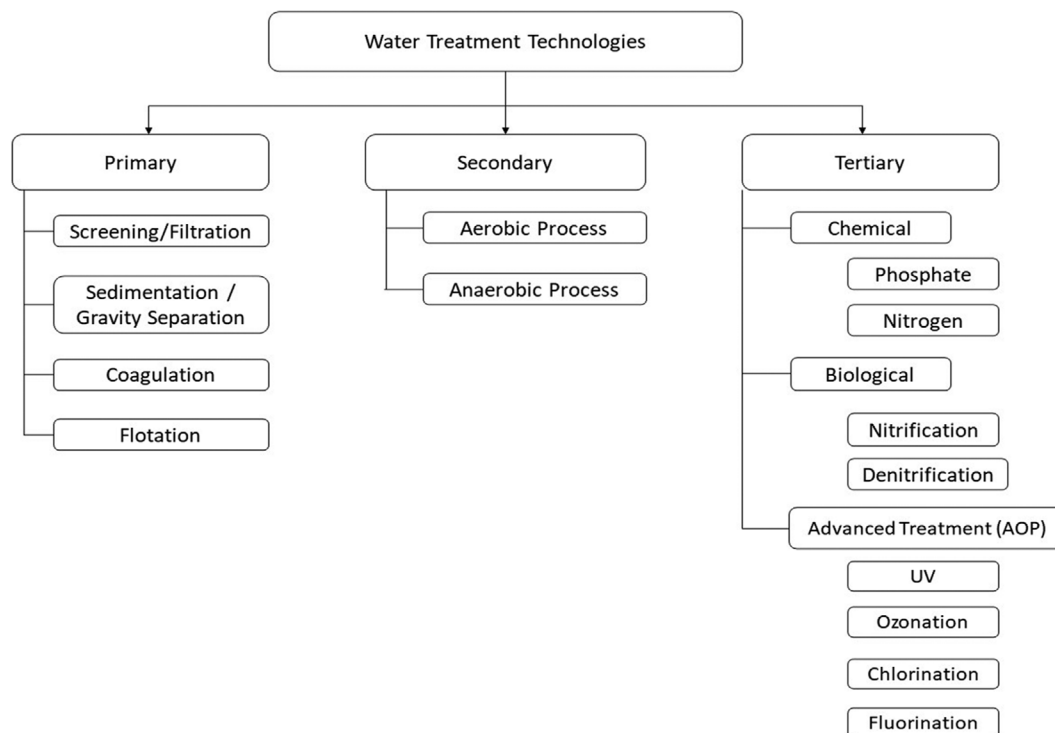 Water Treatment Technologies
Primary
Secondary
Tertiary
Screening/Filtration
Sedimentation /
Gravity Separation
Coagulation
Flotation
Aerobic Process
Anaerobic Process
Chemical
Phosphate
Nitrogen
Biological
Nitrification
Denitrification
Advanced Treatment (AOP)
UV
Ozonation
Chlorination
Fluorination